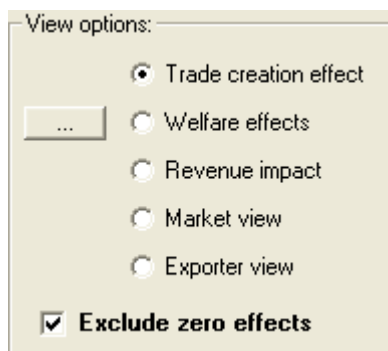 View options:
Trade creation effect
... Welfare effects
Revenue impact
Market view
Exporter view
Exclude zero effects